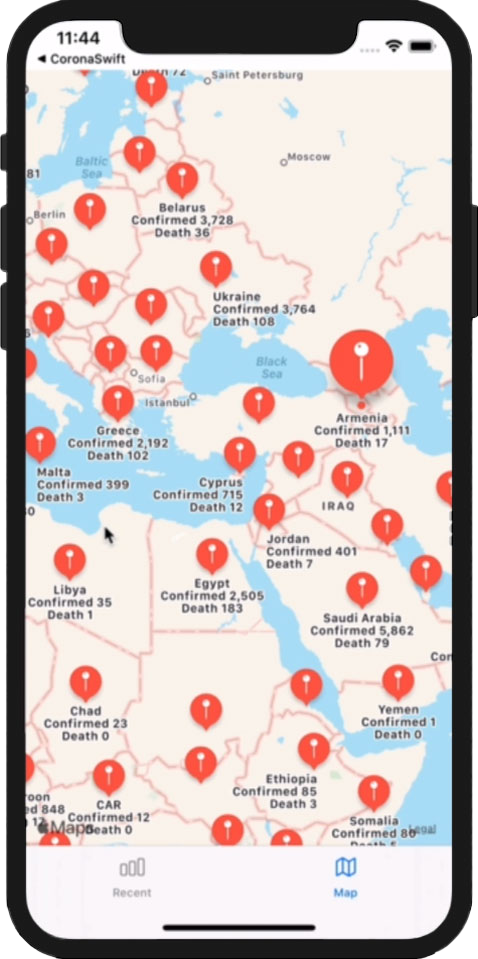 11:44
◀ CoronaSwift
Death 72
Saint Petersburg
Moscow
Baltic
Sea
81
Berlin
Belarus
Confirmed 3,728
Death 36
Ukraine
Confirmed 3,764
Death 108
Black
Sea
Sofia
Istanbul
Armenia
Confirmed 1,111
Death 17
Greece
Confirmed 2,192
Death 102
Malta
Confirmed 399
Death 3
Cyprus
Confirmed 715
Death 12
IRAQ
Jordan
Confirmed 401
Death 7
Egypt
Confirmed 2,505
Death 183
Libya
Confirmed 35
Death 1
Saudi Arabia
Confirmed 5,862
Death 79
Con
Chad
Confirmed 23
Death 0
Yemen
Confirmed 1
Death 0
Ethiopia
Confirmed 85
Death 3
CAR
Confirmed 12
Death 0
roon
ed 848
Somalia
Confirmed 80
Death 5
Maps
Legal
Recent
Map